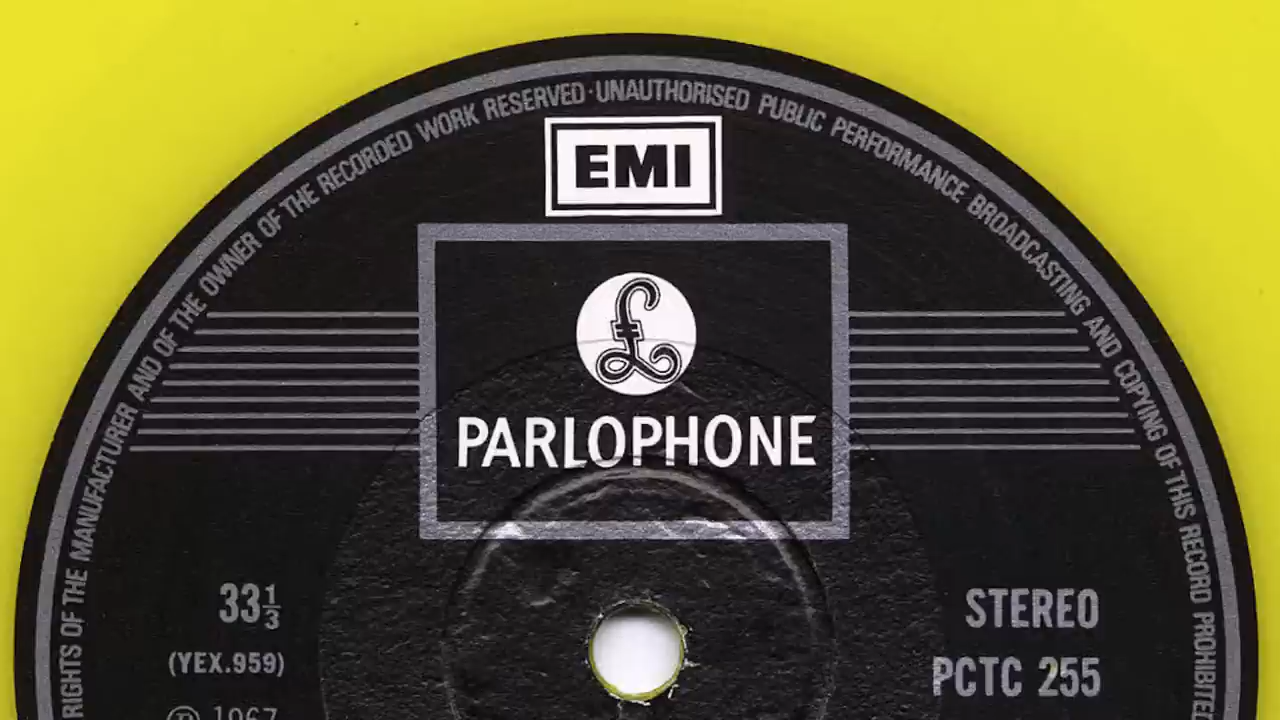 RIGHTS OF THE MANUFACTURER AND OF THE OWNER OF THE RECORDED WORK RESERVED · UNAUTHORISED PUBLIC PERFORMANCE BROADCASTING AND COPYING OF THIS RECORD PROHIBITED
EMI
£
PARLOPHONE
33⅓
STEREO
(YEX.959)
PCTC 255
Ⓟ 1967